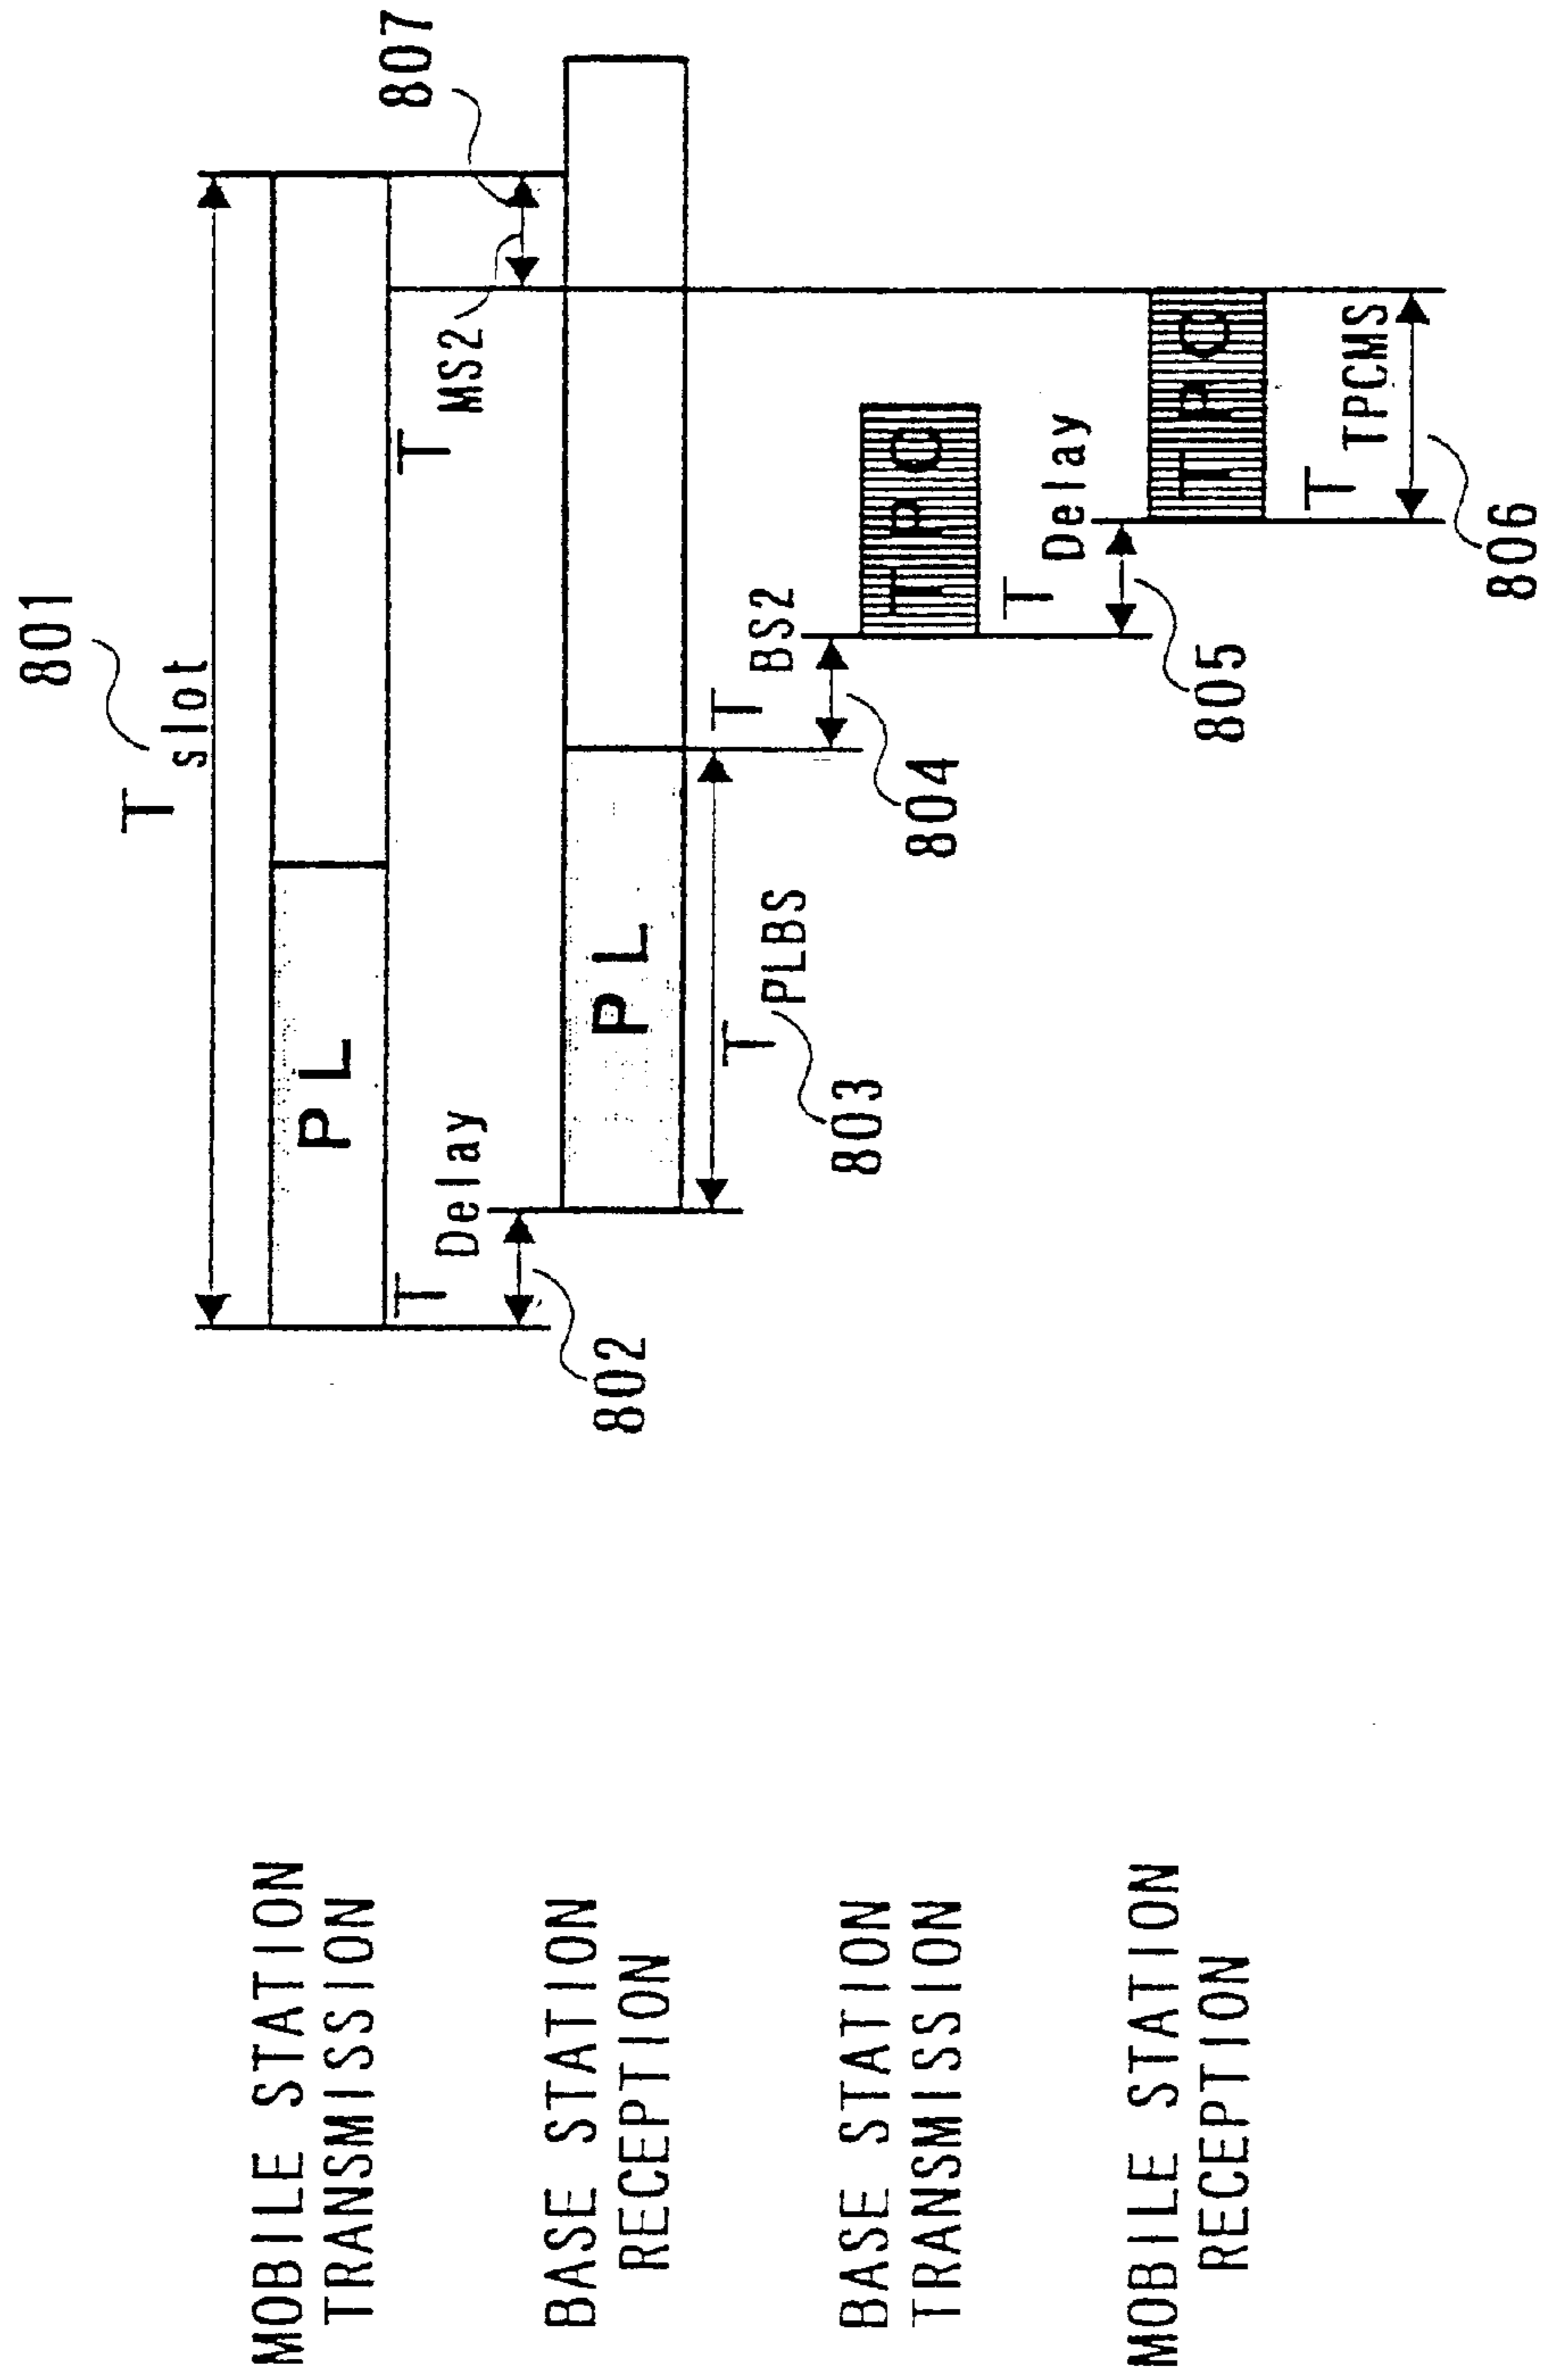 801
T slot
807
MOBILE STATION
TRANSMISSION
PL
T Delay
802
T MS2
BASE STATION
RECEPTION
PL
T PLBS
803
T BS2
804
BASE STATION
TRANSMISSION
TPC
T Delay
805
MOBILE STATION
RECEPTION
TPC
T TPCMS
806